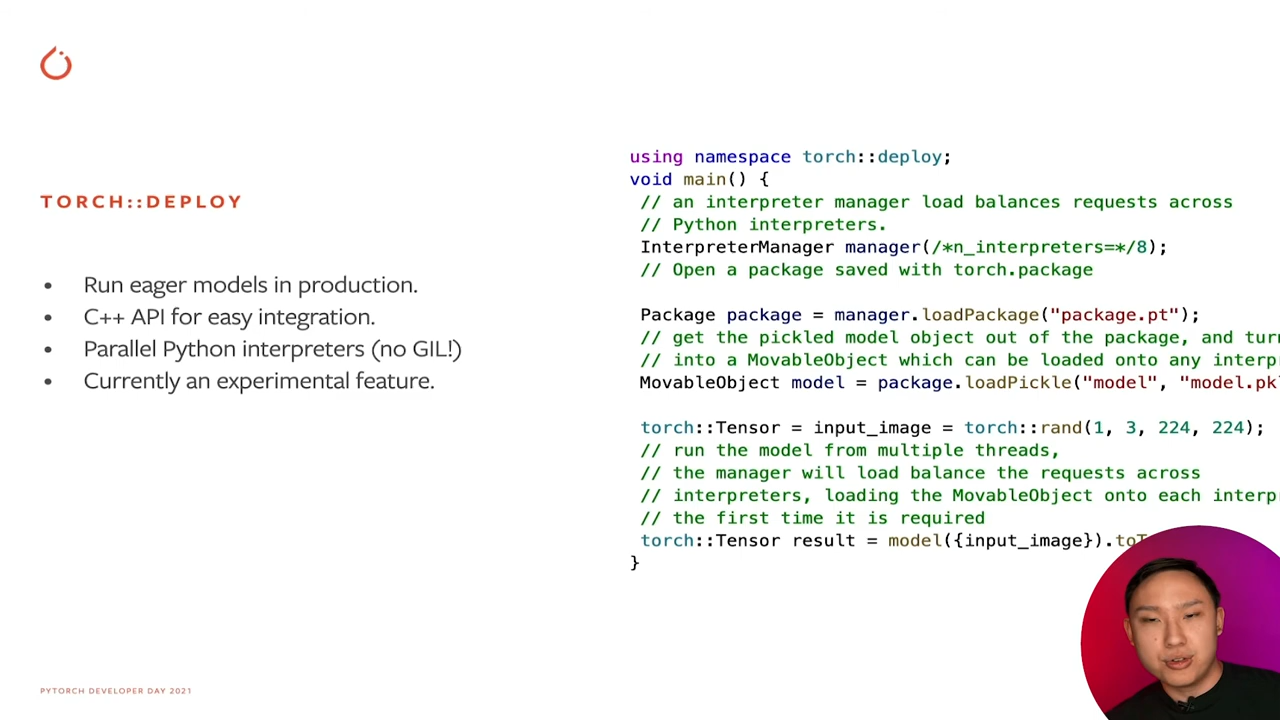 TORCH::DEPLOY
• Run eager models in production.
• C++ API for easy integration.
• Parallel Python interpreters (no GIL!)
• Currently an experimental feature.
using namespace torch::deploy;
void main() {
// an interpreter manager load balances requests across
// Python interpreters.
InterpreterManager manager(/*n_interpreters=*/8);
// Open a package saved with torch.package
Package package = manager.loadPackage("package.pt");
// get the pickled model object out of the package, and turn
// into a MovableObject which can be loaded onto any interp
MovableObject model = package.loadPickle("model", "model.pk
torch::Tensor = input_image = torch::rand(1, 3, 224, 224);
// run the model from multiple threads,
// the manager will load balance the requests across
// interpreters, loading the MovableObject onto each interp
// the first time it is required
torch::Tensor result = model({input_image}).toT
}
PYTORCH DEVELOPER DAY 2021